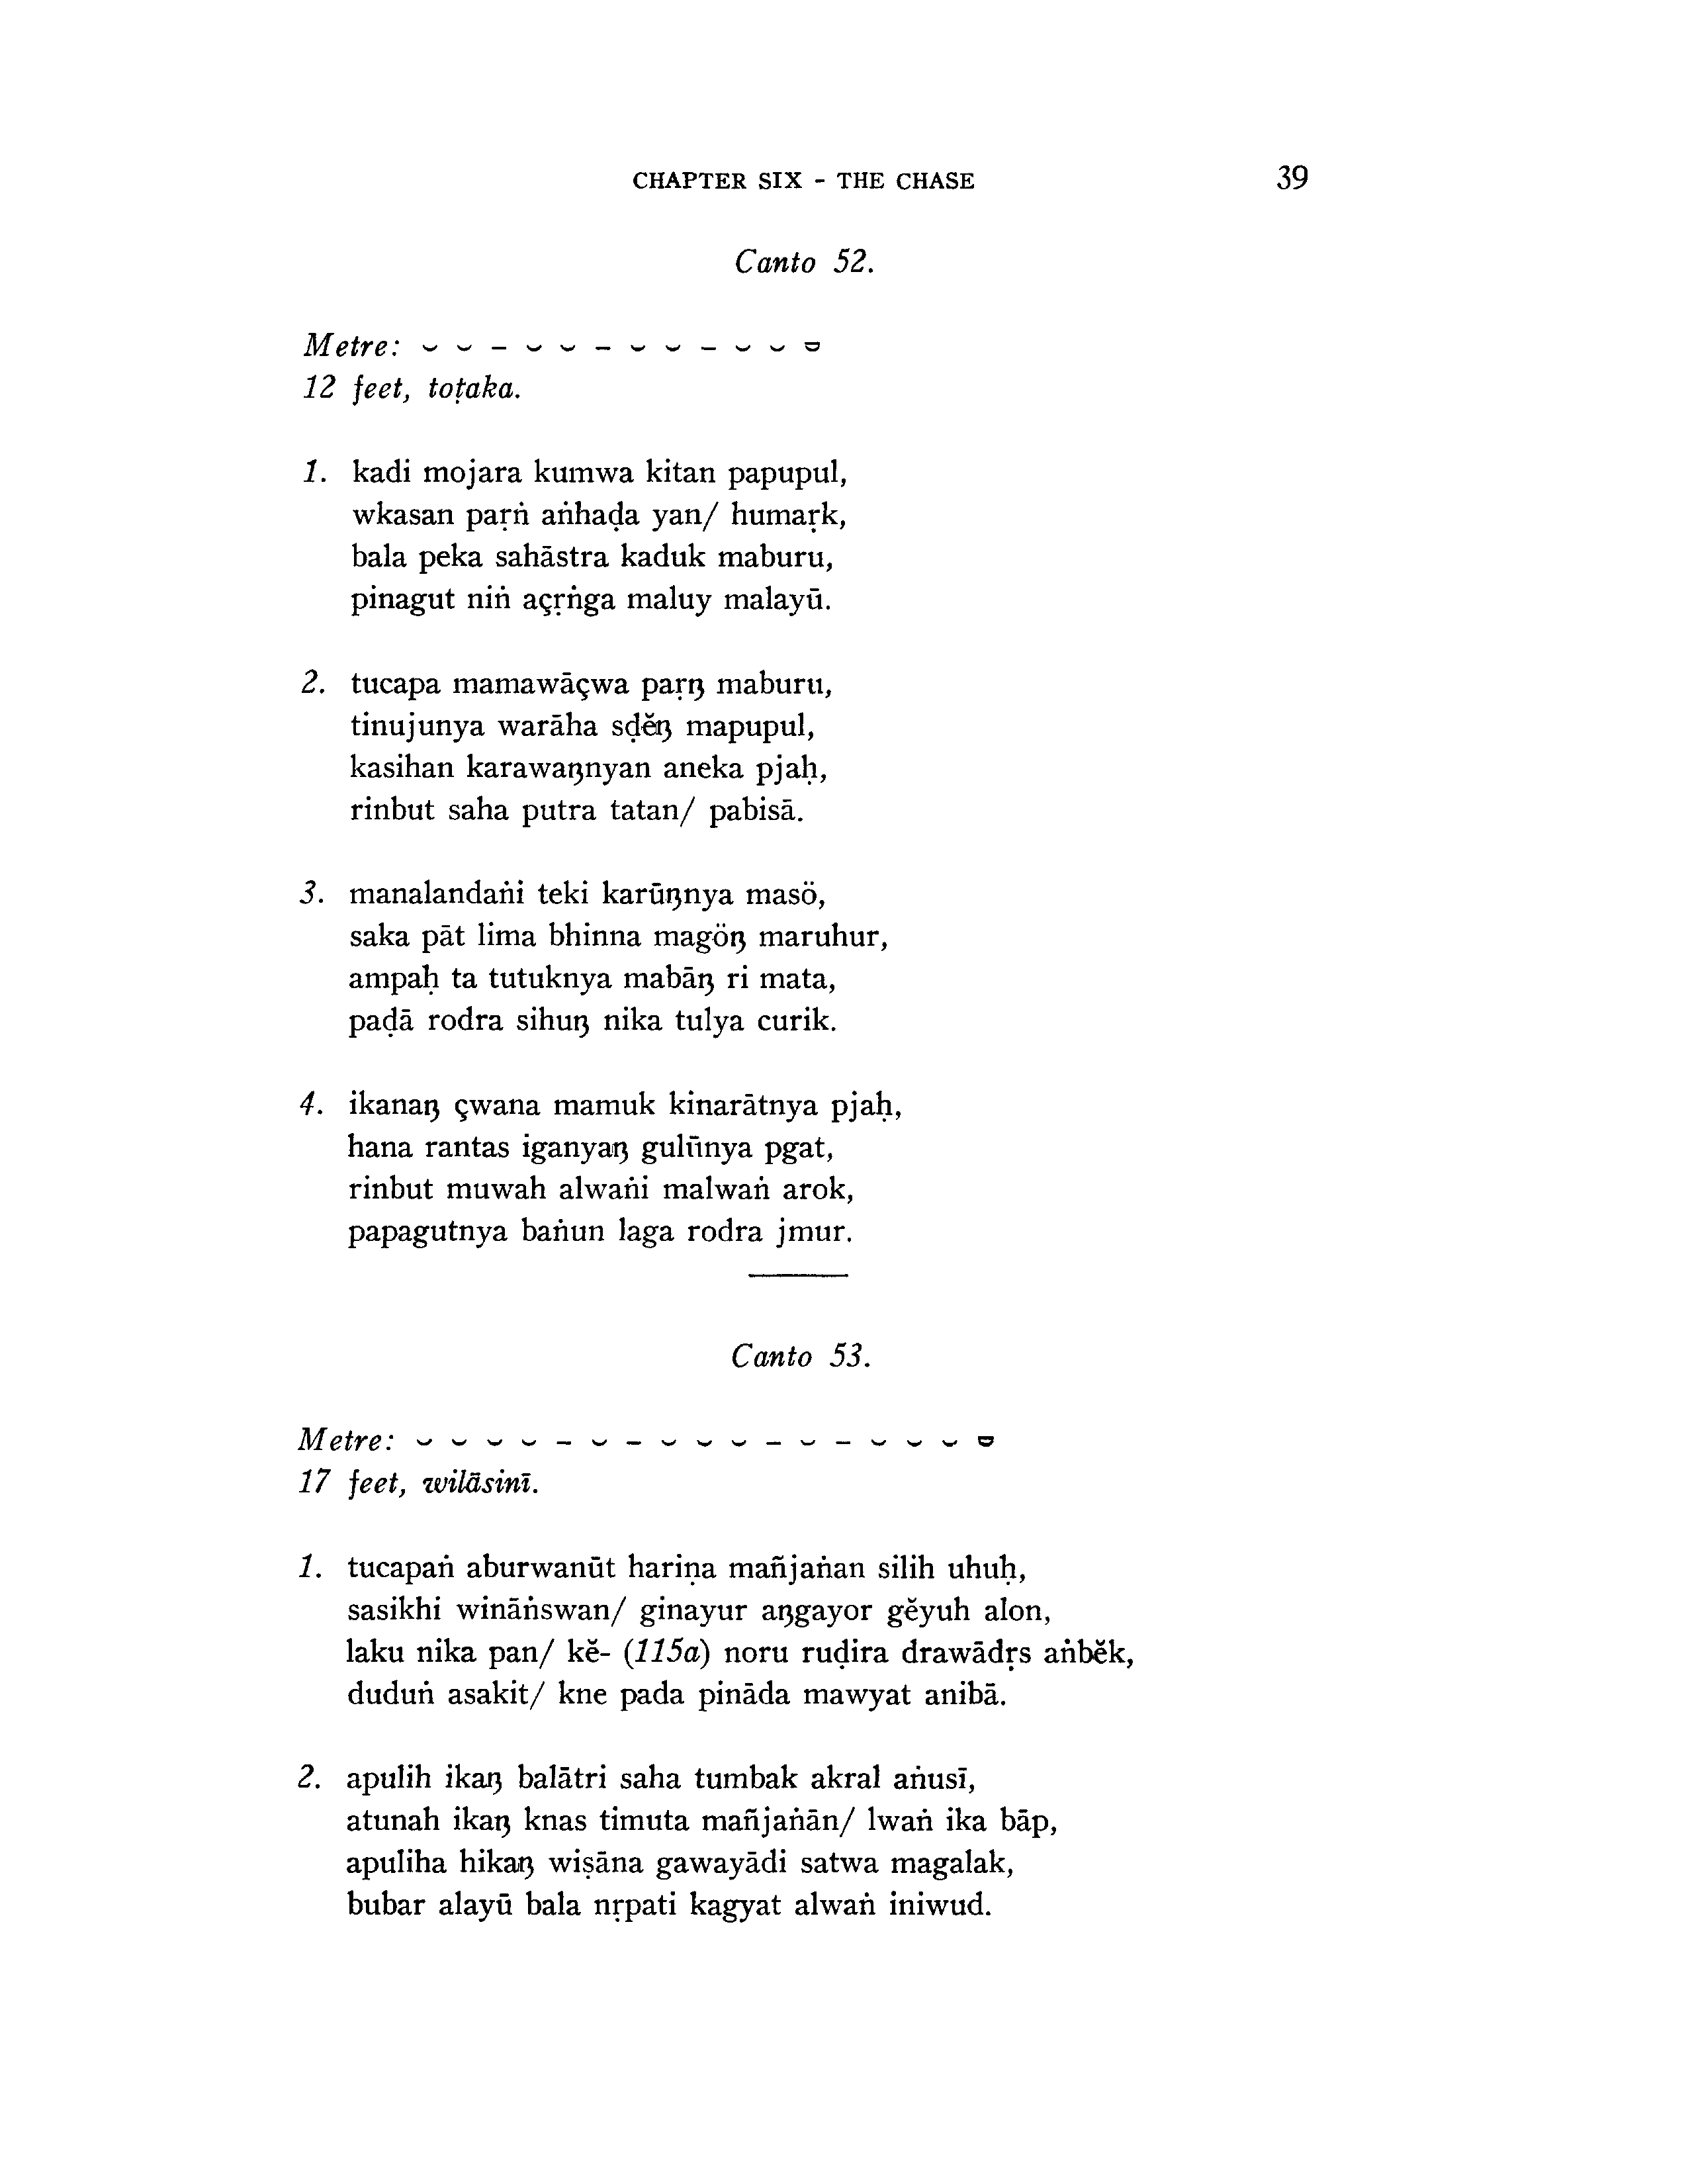 CHAPTER SIX - THE CHASE 39
Canto 52.
Metre: ⏑ ⏑ – ⏑ ⏑ – ⏑ ⏑ – ⏑ ⏑ ⏓
12 feet, toṭaka.
1. kadi mojara kumwa kitan papupul,
wkasan paṛṅ aṅhaḍa yan/ humaṛk,
bala peka sahāstra kaduk maburu,
pinagut niṅ açṛṅga maluy malayū.
2. tucapa mamawāçwa paṛŋ maburu,
tinujunya warāha sḍĕŋ mapupul,
kasihan karawaŋnyan aneka pjaḥ,
rinbut saha putra tatan/ pabisā.
3. manalandaṅi teki karūŋnya masö,
saka pāt lima bhinna magöŋ maruhur,
ampaḥ ta tutuknya mabāŋ ri mata,
paḍā rodra sihuŋ nika tulya curik.
4. ikanaŋ çwana mamuk kinarātnya pjaḥ,
hana rantas iganyaŋ gulūnya pgat,
rinbut muwah alwaṅi malwaṅ arok,
papagutnya baṅun laga rodra jmur.
Canto 53.
Metre: ⏑ ⏑ ⏑ ⏑ – ⏑ – ⏑ ⏑ ⏑ – ⏑ – ⏑ ⏑ ⏑ ⏓
17 feet, wilāsinī.
1. tucapaṅ aburwanūt hariṇa mañjaṅan silih uhuḥ,
sasikhi wināṅswan/ ginayur aŋgayor gĕyuh alon,
laku nika pan/ kĕ- (115a) noru ruḍira drawādṛs aṅbĕk,
duduṅ asakit/ kne pada pināda mawyat anibā.
2. apulih ikaŋ balātri saha tumbak akral aṅusī,
atunah ikaŋ knas timuta mañjaṅān/ lwaṅ ika bāp,
apuliha hikaŋ wiṣāna gawayādi satwa magalak,
bubar alayū bala nṛpati kagyat alwaṅ iniwud.